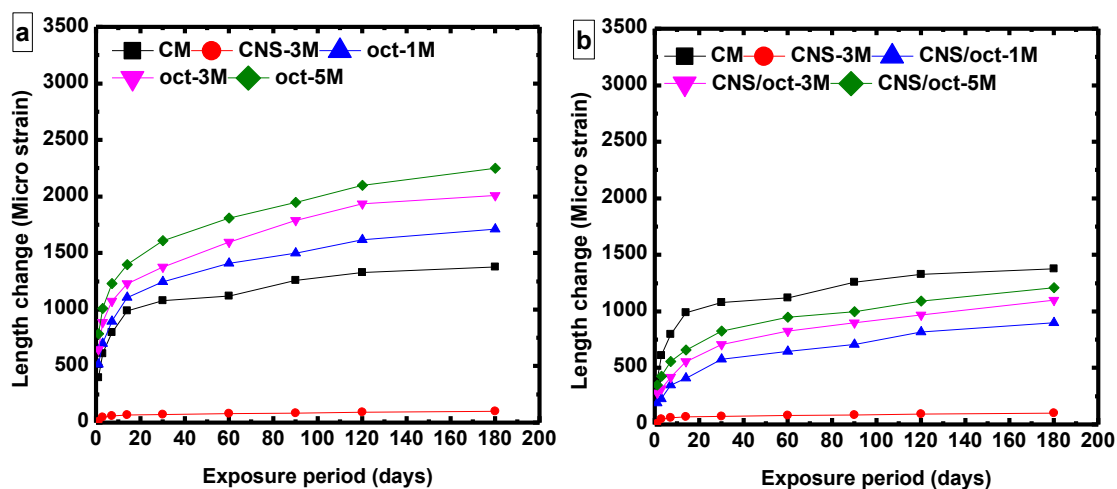 a
CM CNS-3M oct-1M
oct-3M oct-5M
Length change (Micro strain)
3500
3000
2500
2000
1500
1000
500
0
0 20 40 60 80 100 120 140 160 180 200
Exposure period (days)
b
CM CNS-3M CNS/oct-1M
CNS/oct-3M CNS/oct-5M
Length change (Micro strain)
3500
3000
2500
2000
1500
1000
500
0
0 20 40 60 80 100 120 140 160 180 200
Exposure period (days)